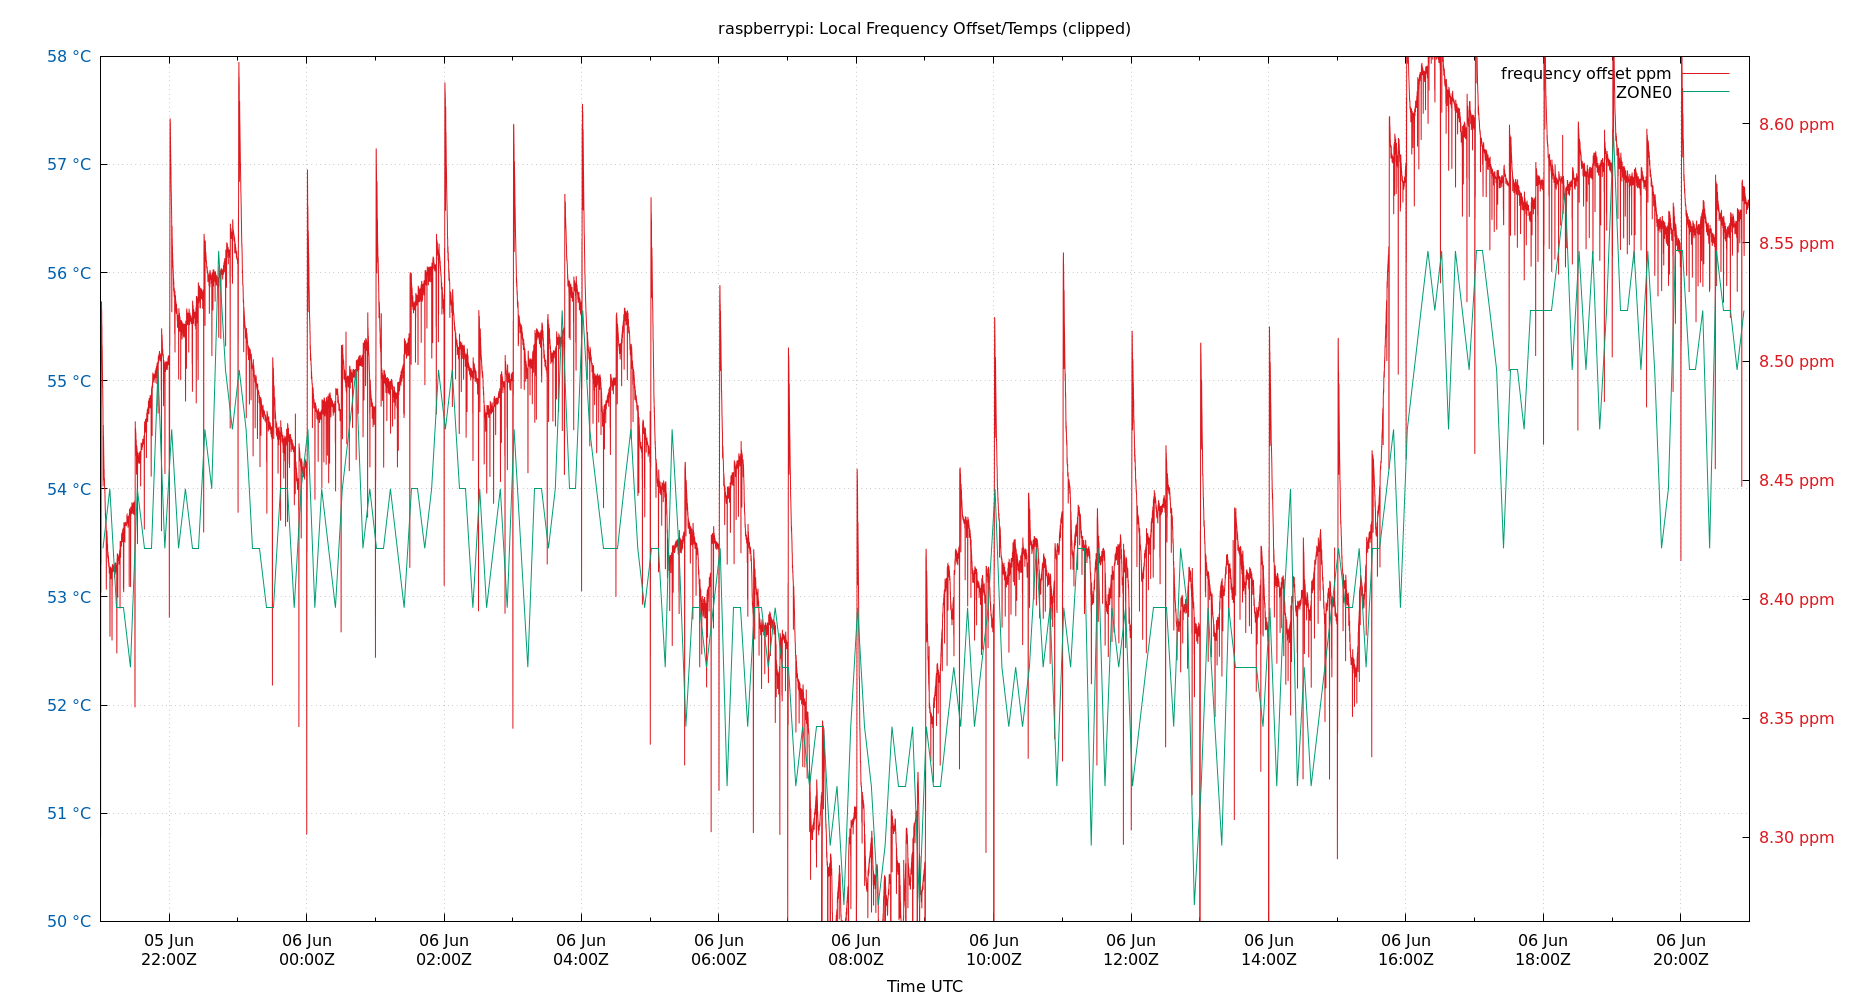 raspberrypi: Local Frequency Offset/Temps (clipped)
58 °C
57 °C
56 °C
55 °C
54 °C
53 °C
52 °C
51 °C
50 °C
frequency offset ppm
ZONE0
8.60 ppm
8.55 ppm
8.50 ppm
8.45 ppm
8.40 ppm
8.35 ppm
8.30 ppm
05 Jun 06 Jun 06 Jun 06 Jun 06 Jun 06 Jun 06 Jun 06 Jun 06 Jun 06 Jun 06 Jun 06 Jun
22:00Z 00:00Z 02:00Z 04:00Z 06:00Z 08:00Z 10:00Z 12:00Z 14:00Z 16:00Z 18:00Z 20:00Z
Time UTC